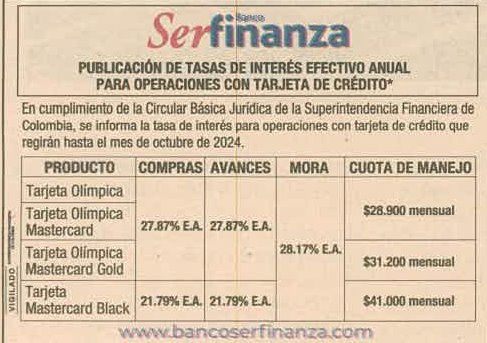 Banco
Serfinanza
PUBLICACIÓN DE TASAS DE INTERÉS EFECTIVO ANUAL
PARA OPERACIONES CON TARJETA DE CRÉDITO*
En cumplimiento de la Circular Básica Jurídica de la Superintendencia Financiera de
Colombia, se informa la tasa de interés para operaciones con tarjeta de crédito que
regirán hasta el mes de octubre de 2024.
PRODUCTO COMPRAS AVANCES MORA CUOTA DE MANEJO
Tarjeta Olímpica
Tarjeta Olímpica
Mastercard
27.87% E.A. 27.87% E.A.
$28.900 mensual
28.17% E.A.
Tarjeta Olímpica
Mastercard Gold
$31.200 mensual
Tarjeta
Mastercard Black
21.79% E.A. 21.79% E.A.
$41.000 mensual
VIGILADO
www.bancoserfinanza.com